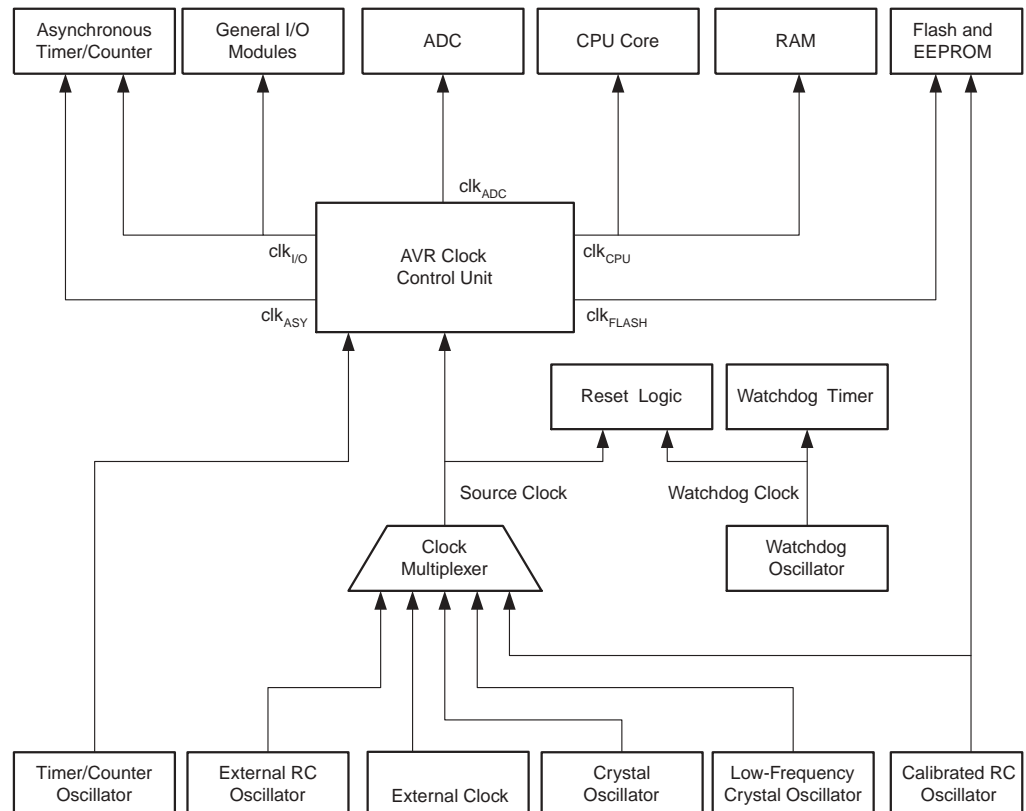 Asynchronous
Timer/Counter
General I/O
Modules
ADC
CPU Core
RAM
Flash and
EEPROM
clkADC
clkI/O
AVR Clock
Control Unit
clkCPU
clkASY
clkFLASH
Reset Logic
Watchdog Timer
Source Clock
Watchdog Clock
Clock
Multiplexer
Watchdog
Oscillator
Timer/Counter
Oscillator
External RC
Oscillator
External Clock
Crystal
Oscillator
Low-Frequency
Crystal Oscillator
Calibrated RC
Oscillator